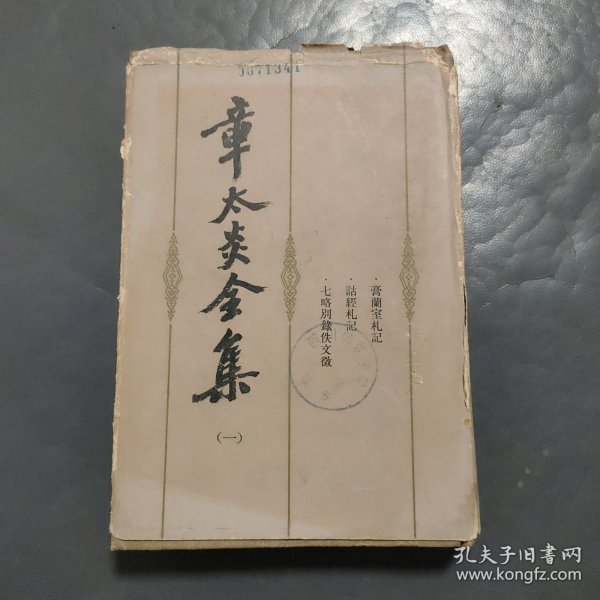 9671341
章太炎全集
(一)
·膏蘭室札記
·詁經札記
·七略別錄佚文徵
孔夫子旧书网
www.kongfz.com